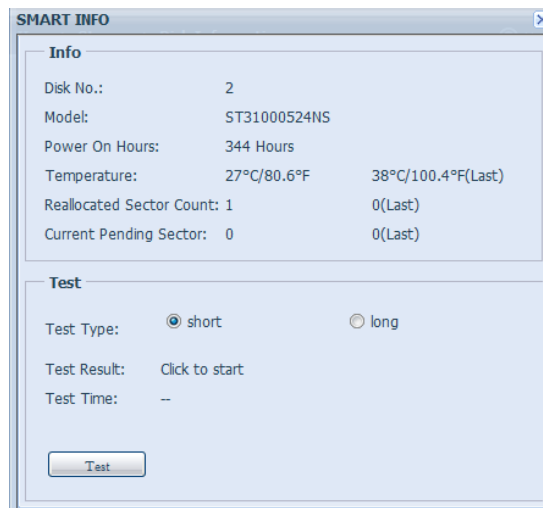 SMART INFO
Info
Disk No.: 2
Model: ST31000524NS
Power On Hours: 344 Hours
Temperature: 27°C/80.6°F 38°C/100.4°F(Last)
Reallocated Sector Count: 1 0(Last)
Current Pending Sector: 0 0(Last)
Test
Test Type: short long
Test Result: Click to start
Test Time: --
Test